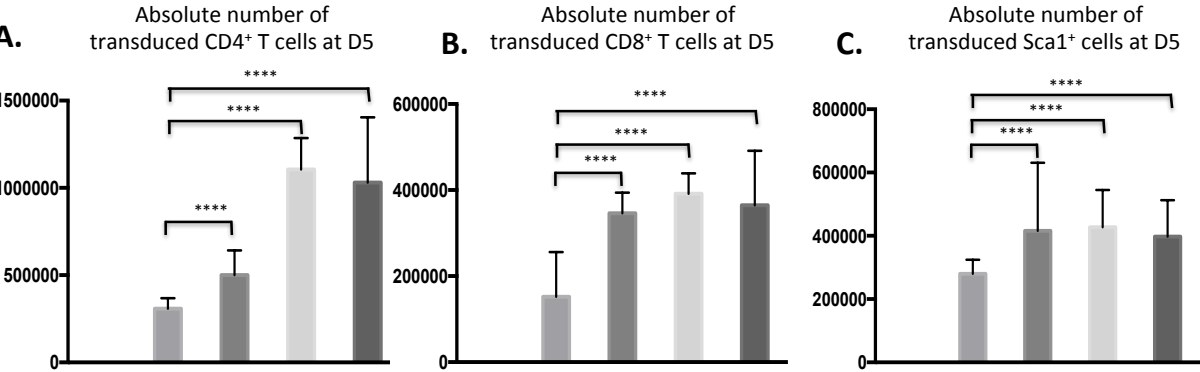 A.
Absolute number of
transduced CD4⁺ T cells at D5
****
****
****
1500000
1000000
500000
0
B.
Absolute number of
transduced CD8⁺ T cells at D5
****
****
****
600000
400000
200000
0
C.
Absolute number of
transduced Sca1⁺ cells at D5
****
****
****
800000
600000
400000
200000
0